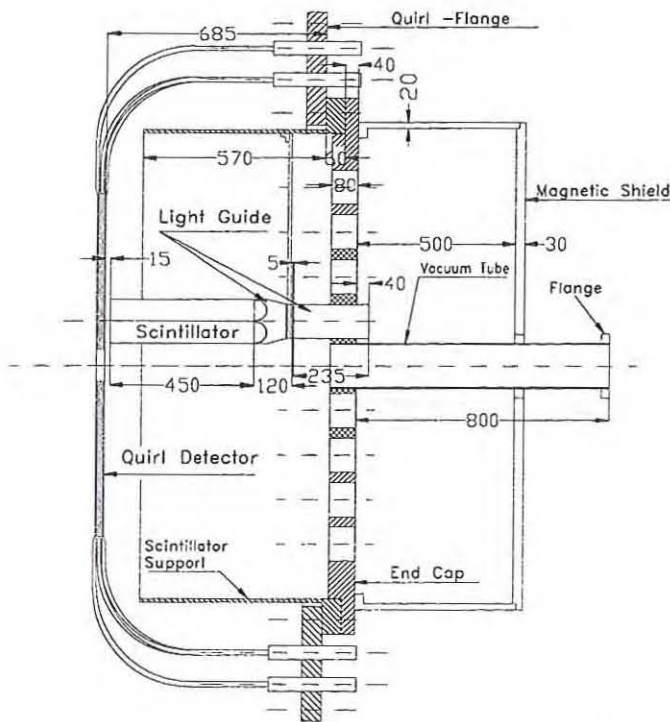 685
Quirl -Flange
40
20
570
60
80
Magnetic Shield
Light Guide
500
30
15
5
40
Vacuum Tube
Flange
Scintillator
450
120
235
800
Quirl Detector
Scintillator
Support
End Cap